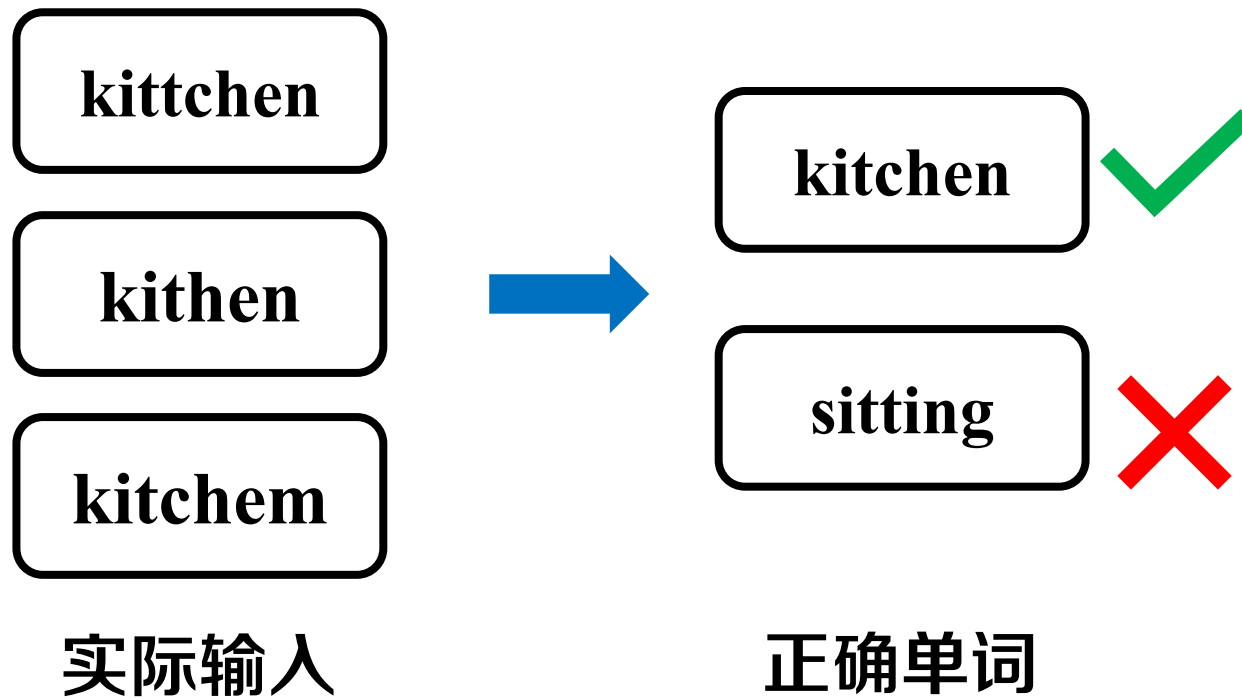 kittchen
kithen
kitchem
实际输入
kitchen
sitting
正确单词